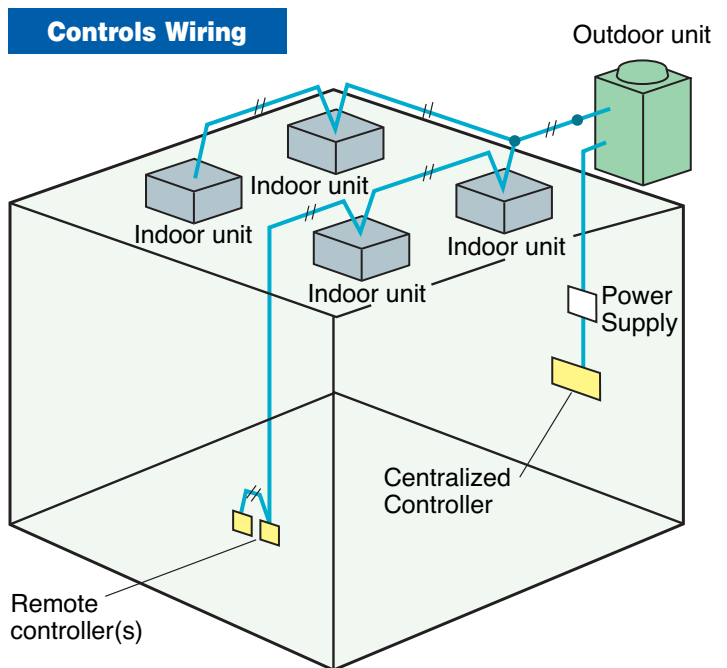 Controls Wiring
Outdoor unit
Indoor unit
Indoor unit
Indoor unit
Indoor unit
Power
Supply
Centralized
Controller
Remote
controller(s)